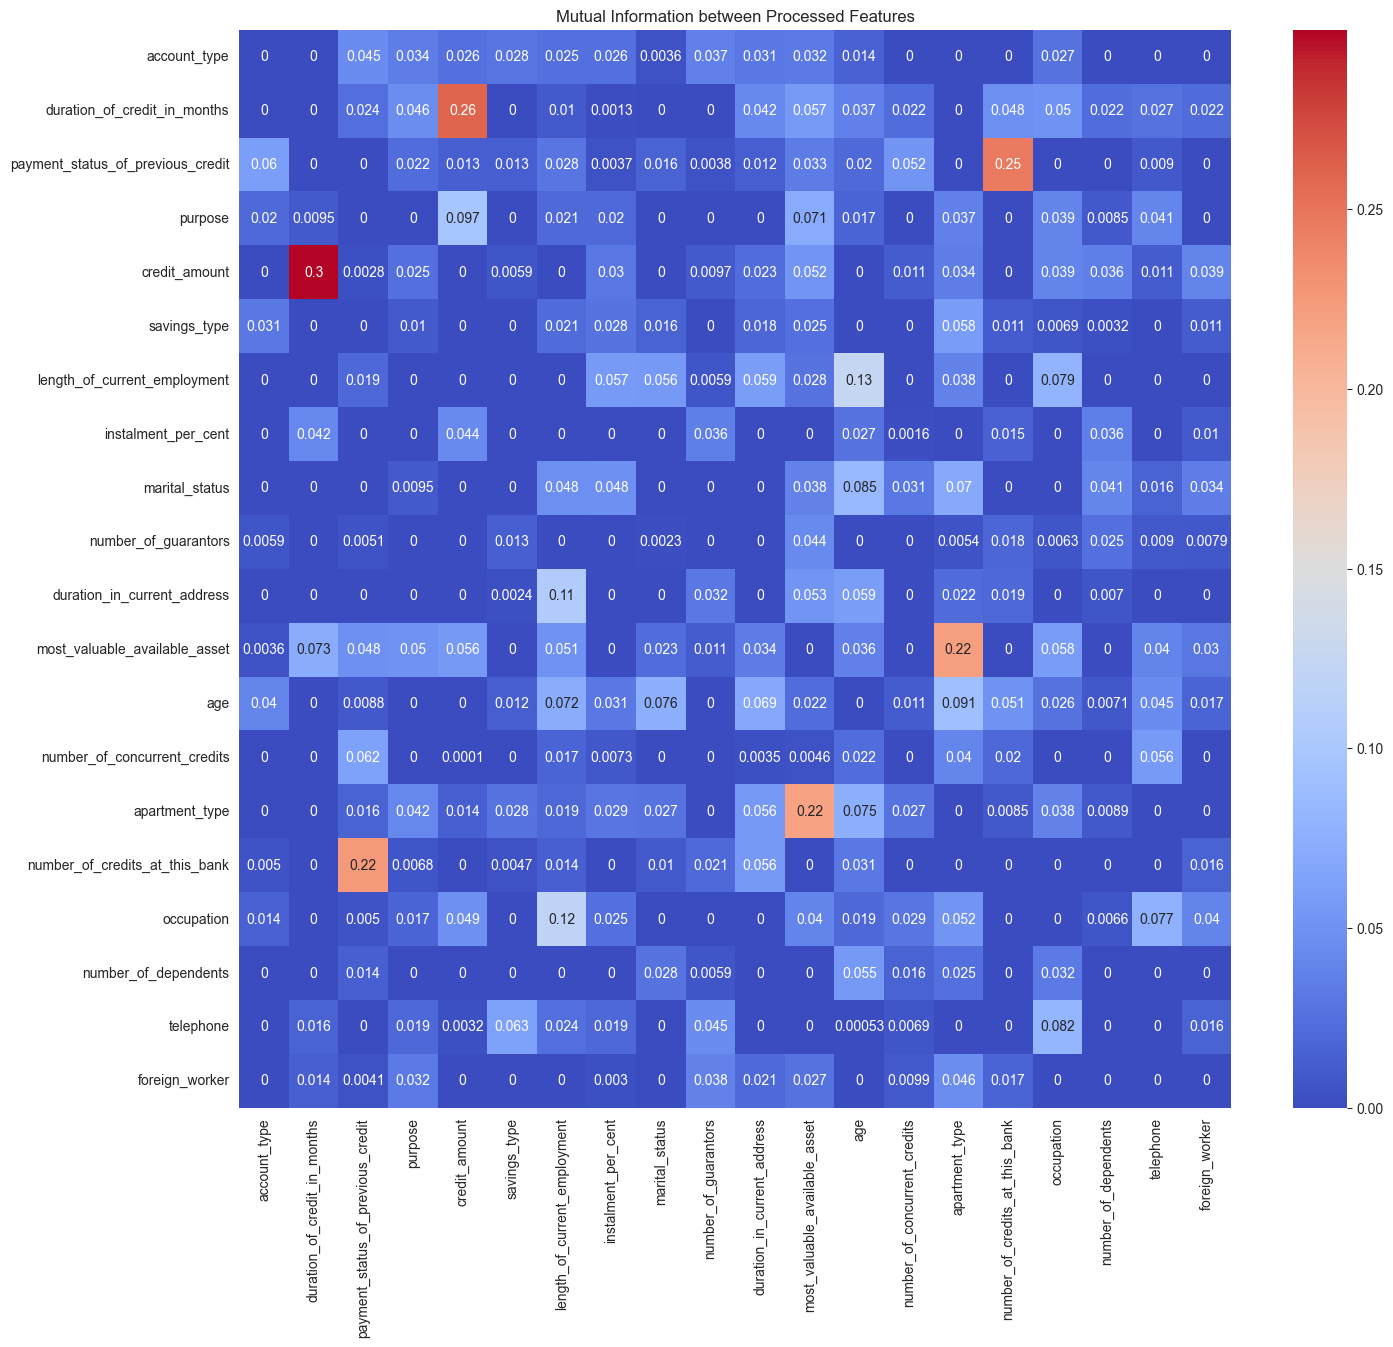 Mutual Information between Processed Features
account_type 0 0 0.045 0.034 0.026 0.028 0.025 0.026 0.0036 0.037 0.031 0.032 0.014 0 0 0 0.027 0 0 0
duration_of_credit_in_months 0 0 0.024 0.046 0.26 0 0.01 0.0013 0 0 0.042 0.057 0.037 0.022 0 0.048 0.05 0.022 0.027 0.022
payment_status_of_previous_credit 0.06 0 0 0.022 0.013 0.013 0.028 0.0037 0.016 0.0038 0.012 0.033 0.02 0.052 0 0.25 0 0 0.009 0
purpose 0.02 0.0095 0 0 0.097 0 0.021 0.02 0 0 0 0.071 0.017 0 0.037 0 0.039 0.0085 0.041 0
credit_amount 0 0.3 0.0028 0.025 0 0.0059 0 0.03 0 0.0097 0.023 0.052 0 0.011 0.034 0 0.039 0.036 0.011 0.039
savings_type 0.031 0 0 0.01 0 0 0.021 0.028 0.016 0 0.018 0.025 0 0 0.058 0.011 0.0069 0.0032 0 0.011
length_of_current_employment 0 0 0.019 0 0 0 0 0.057 0.056 0.0059 0.059 0.028 0.13 0 0.038 0 0.079 0 0 0
instalment_per_cent 0 0.042 0 0 0.044 0 0 0 0 0.036 0 0 0.027 0.0016 0 0.015 0 0.036 0 0.01
marital_status 0 0 0 0.0095 0 0 0.048 0.048 0 0 0 0.038 0.085 0.031 0.07 0 0 0.041 0.016 0.034
number_of_guarantors 0.0059 0 0.0051 0 0 0.013 0 0 0.0023 0 0 0.044 0 0 0.0054 0.018 0.0063 0.025 0.009 0.0079
duration_in_current_address 0 0 0 0 0 0.0024 0.11 0 0 0.032 0 0.053 0.059 0 0.022 0.019 0 0.007 0 0
most_valuable_available_asset 0.0036 0.073 0.048 0.05 0.056 0 0.051 0 0.023 0.011 0.034 0 0.036 0 0.22 0 0.058 0 0.04 0.03
age 0.04 0 0.0088 0 0 0.012 0.072 0.031 0.076 0 0.069 0.022 0 0.011 0.091 0.051 0.026 0.0071 0.045 0.017
number_of_concurrent_credits 0 0 0.062 0 0.0001 0 0.017 0.0073 0 0 0.0035 0.0046 0.022 0 0.04 0.02 0 0 0.056 0
apartment_type 0 0 0.016 0.042 0.014 0.028 0.019 0.029 0.027 0 0.056 0.22 0.075 0.027 0 0.0085 0.038 0.0089 0 0
number_of_credits_at_this_bank 0.005 0 0.22 0.0068 0 0.0047 0.014 0 0.01 0.021 0.056 0 0.031 0 0 0 0 0 0 0.016
occupation 0.014 0 0.005 0.017 0.049 0 0.12 0.025 0 0 0 0.04 0.019 0.029 0.052 0 0 0.0066 0.077 0.04
number_of_dependents 0 0 0.014 0 0 0 0 0 0.028 0.0059 0 0 0.055 0.016 0.025 0 0.032 0 0 0
telephone 0 0.016 0 0.019 0.0032 0.063 0.024 0.019 0 0.045 0 0 0.00053 0.0069 0 0 0.082 0 0 0.016
foreign_worker 0 0.014 0.0041 0.032 0 0 0 0.003 0 0.038 0.021 0.027 0 0.0099 0.046 0.017 0 0 0 0
account_type
duration_of_credit_in_months
payment_status_of_previous_credit
purpose
credit_amount
savings_type
length_of_current_employment
instalment_per_cent
marital_status
number_of_guarantors
duration_in_current_address
most_valuable_available_asset
age
number_of_concurrent_credits
apartment_type
number_of_credits_at_this_bank
occupation
number_of_dependents
telephone
foreign_worker
0.25
0.20
0.15
0.10
0.05
0.00